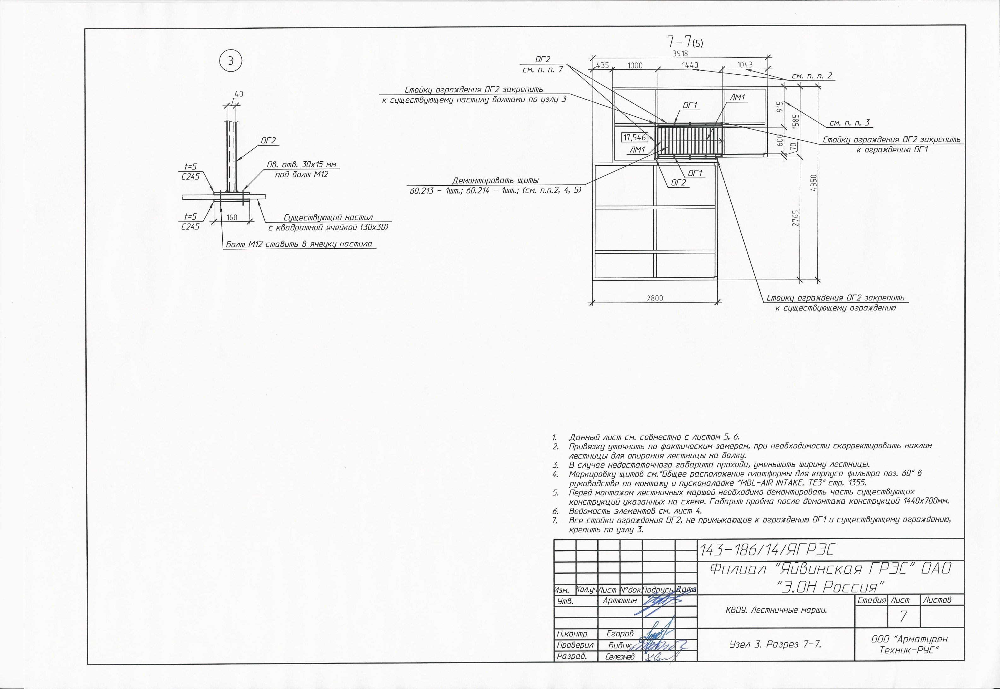 3
40
ОГ2
t=5
С245
Ов. отв. 30х15 мм
под болт М12
t=5
С245
160
Существующий настил
с квадратной ячейкой (30х30)
Болт М12 ставить в ячеуку настила
7-7(5)
3918
435
1000
1440
1043
ОГ2
см. п. п. 7
см. п. п. 2
Стойку ограждения ОГ2 закрепить
к существующему настилу болтами по узлу 3
ОГ1
ЛМ1
915
1585
см. п. п. 3
17,546
600
70
Стойку ограждения ОГ2 закрепить
к ограждению ОГ1
ЛМ1
Демонтировать щиты
60.213 - 1шт.; 60.214 - 1шт.; (см. п.п.2, 4, 5)
ОГ1
ОГ2
4350
2765
2800
Стойку ограждения ОГ2 закрепить
к существующему ограждению
1. Данный лист см. совместно с листом 5, 6.
2. Привязку уточнить по фактическим замерам, при необходимости скорректировать наклон
лестницы для опирания лестницы на балку.
3. В случае недостаточного габарита прохода, уменьшить ширину лестницы.
4. Маркировку щитов см."Общее расположение платформы для корпуса фильтра поз. 60" в
руководстве по монтажу и пусконаладке "MBL-AIR INTAKE. TE3" стр. 1355.
5. Перед монтажом лестничных маршей необходимо демонтировать часть существующих
конструкций указанных на схеме. Габарит проёма после демонтажа конструкций 1440х700мм.
6. Ведомость элементов см. лист 4.
7. Все стойки ограждения ОГ2, не примыкающие к ограждению ОГ1 и существующему ограждению,
крепить по узлу 3.
143-186/14/ЯГРЭС
Филиал "Яйвинская ГРЭС" ОАО
"Э.ОН Россия"
Изм. Кол.уч Лист №док Подпись Дата
Утв. Артюшин
КВОУ. Лестничные марши.
Стадия Лист Листов
7
Н.контр Егоров
Проверил Бибик
Разраб. Селезнев
Узел 3. Разрез 7-7.
ООО "Арматурен
Техник-РУС"